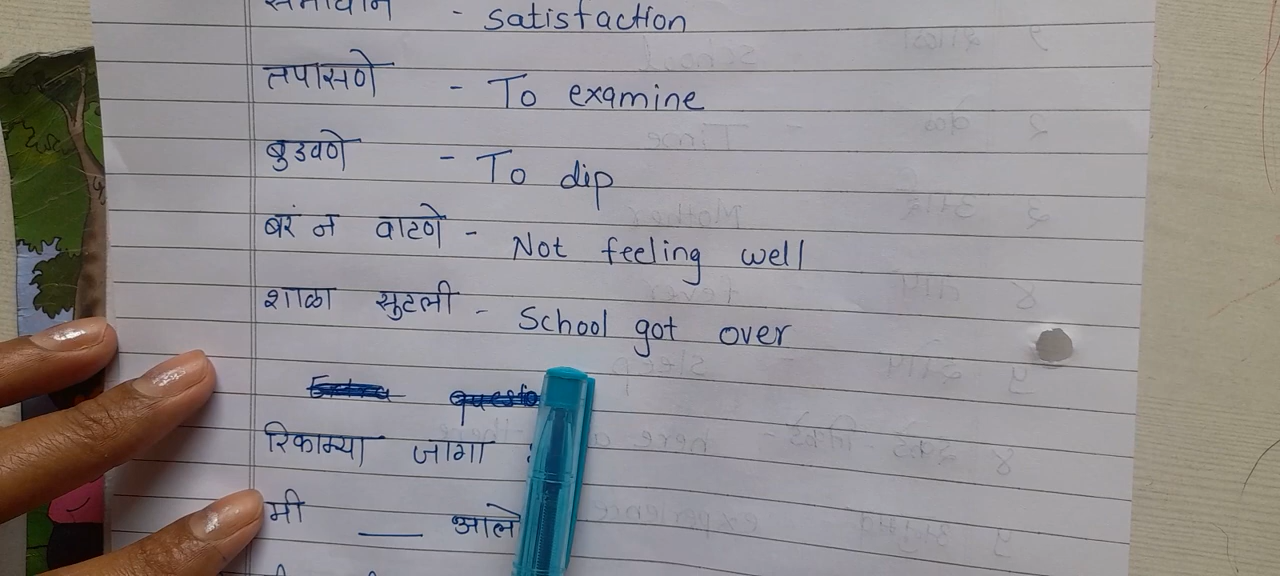 समाधान - satisfaction
तपासणे - To examine
बुडवणे - To dip
बरं न वाटणे - Not feeling well
शाळा सुटली - School got over
रिकाम्या जागा :
मी ___ आले